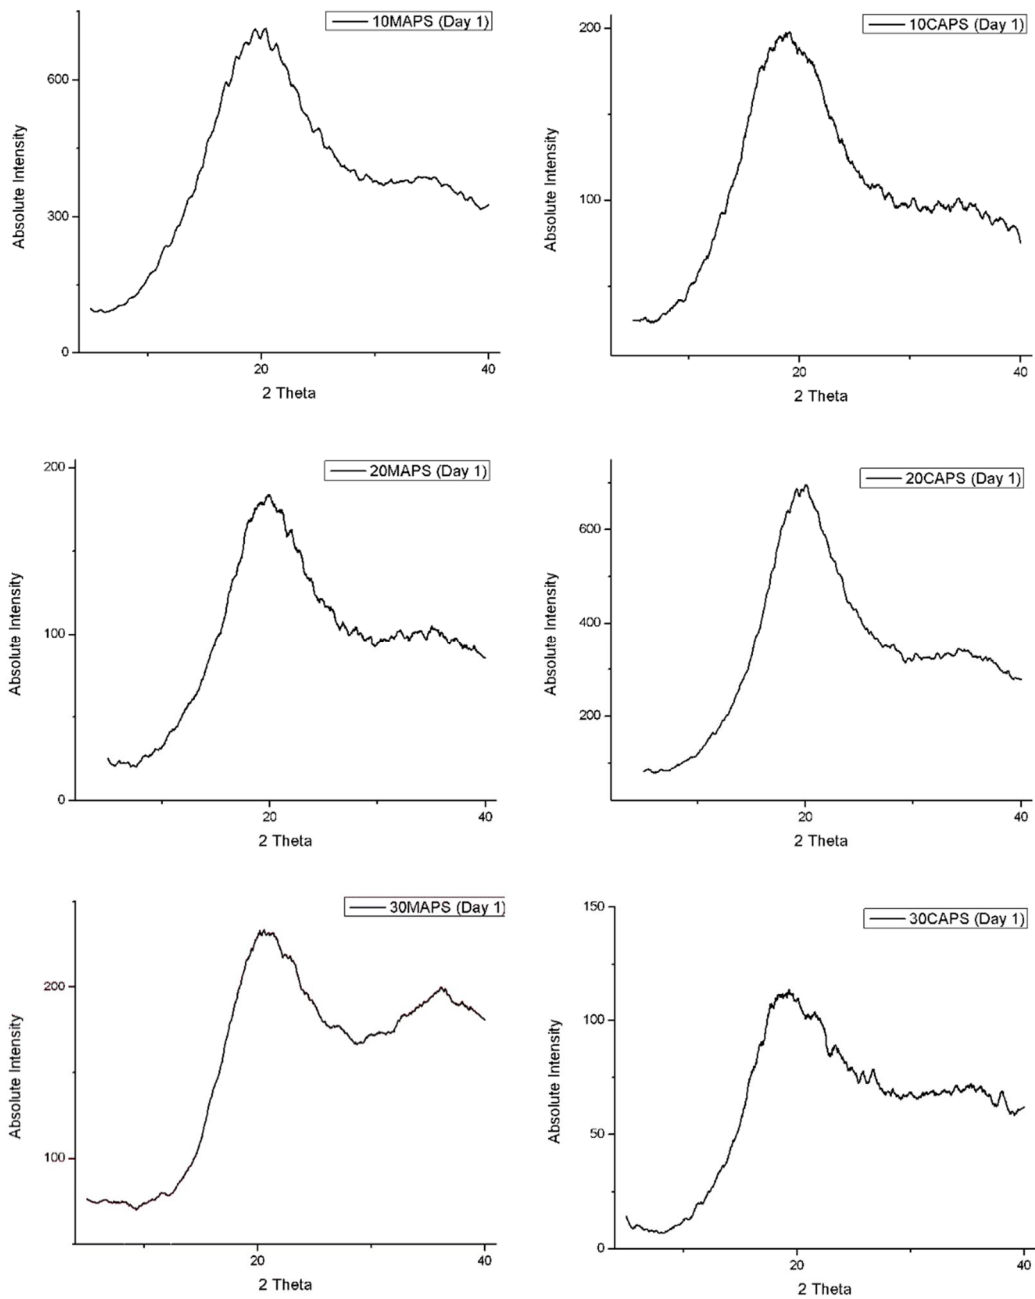 10MAPS (Day 1)
600
300
0
20
40
2 Theta
Absolute Intensity
10CAPS (Day 1)
200
100
20
40
2 Theta
Absolute Intensity
20MAPS (Day 1)
200
100
0
20
40
2 Theta
Absolute Intensity
20CAPS (Day 1)
600
400
200
20
40
2 Theta
Absolute Intensity
30MAPS (Day 1)
200
100
20
40
2 Theta
Absolute Intensity
30CAPS (Day 1)
150
100
50
0
20
40
2 Theta
Absolute Intensity